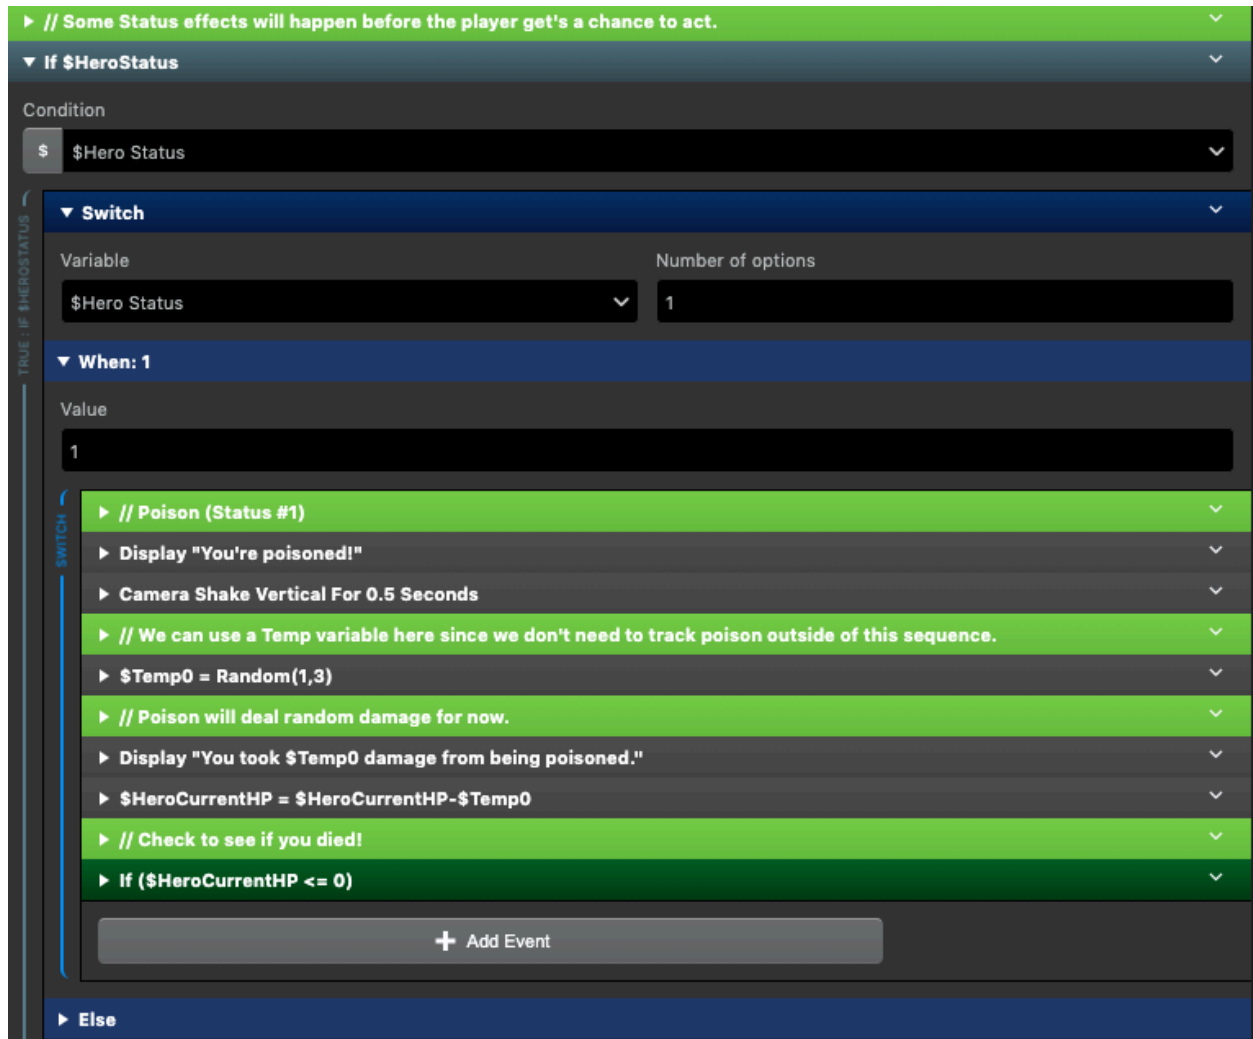 // Some Status effects will happen before the player get's a chance to act.
If $HeroStatus
Condition
$ $Hero Status
TRUE : IF $HEROSTATUS
Switch
Variable Number of options
$Hero Status 1
When: 1
Value
1
SWITCH
// Poison (Status #1)
Display "You're poisoned!"
Camera Shake Vertical For 0.5 Seconds
// We can use a Temp variable here since we don't need to track poison outside of this sequence.
$Temp0 = Random(1,3)
// Poison will deal random damage for now.
Display "You took $Temp0 damage from being poisoned."
$HeroCurrentHP = $HeroCurrentHP-$Temp0
// Check to see if you died!
If ($HeroCurrentHP <= 0)
+ Add Event
Else